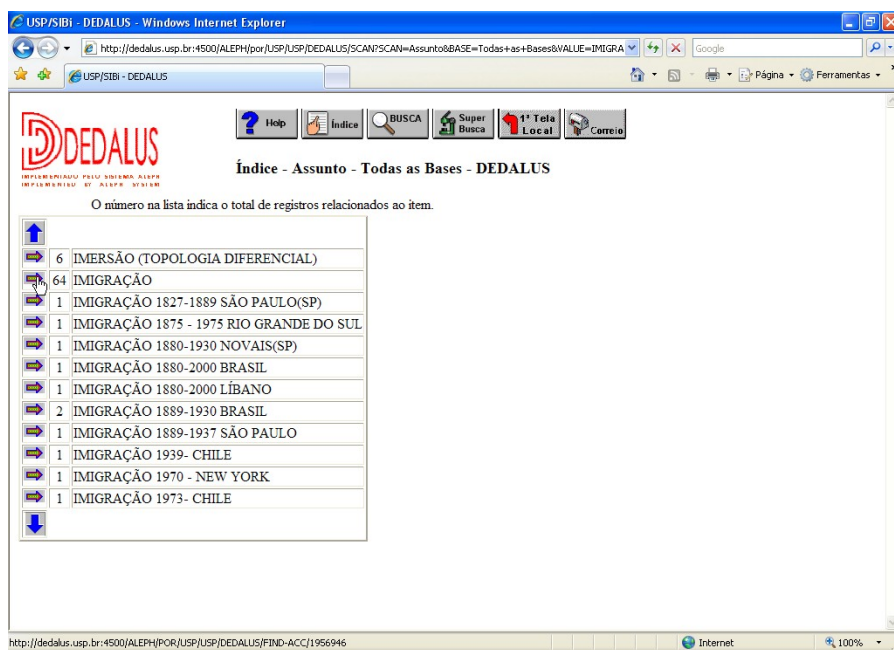 USP/SIBi - DEDALUS - Windows Internet Explorer
http://dedalus.usp.br:4500/ALEPH/por/USP/USP/DEDALUS/SCAN?SCAN=Assunto&BASE=Todas+as+Bases&VALUE=IMIGRA
Google
USP/SIBi - DEDALUS
Página
Ferramentas
DEDALUS
IMPLEMENTADO PELO SISTEMA ALEPH
IMPLEMENTED BY ALEPH SYSTEM
Help
Índice
BUSCA
Super Busca
1ª Tela Local
Correio
Índice - Assunto - Todas as Bases - DEDALUS
O número na lista indica o total de registros relacionados ao item.
6 IMERSÃO (TOPOLOGIA DIFERENCIAL)
64 IMIGRAÇÃO
1 IMIGRAÇÃO 1827-1889 SÃO PAULO(SP)
1 IMIGRAÇÃO 1875 - 1975 RIO GRANDE DO SUL
1 IMIGRAÇÃO 1880-1930 NOVAIS(SP)
1 IMIGRAÇÃO 1880-2000 BRASIL
1 IMIGRAÇÃO 1880-2000 LÍBANO
2 IMIGRAÇÃO 1889-1930 BRASIL
1 IMIGRAÇÃO 1889-1937 SÃO PAULO
1 IMIGRAÇÃO 1939- CHILE
1 IMIGRAÇÃO 1970 - NEW YORK
1 IMIGRAÇÃO 1973- CHILE
http://dedalus.usp.br:4500/ALEPH/POR/USP/USP/DEDALUS/FIND-ACC/1956946
Internet
100%